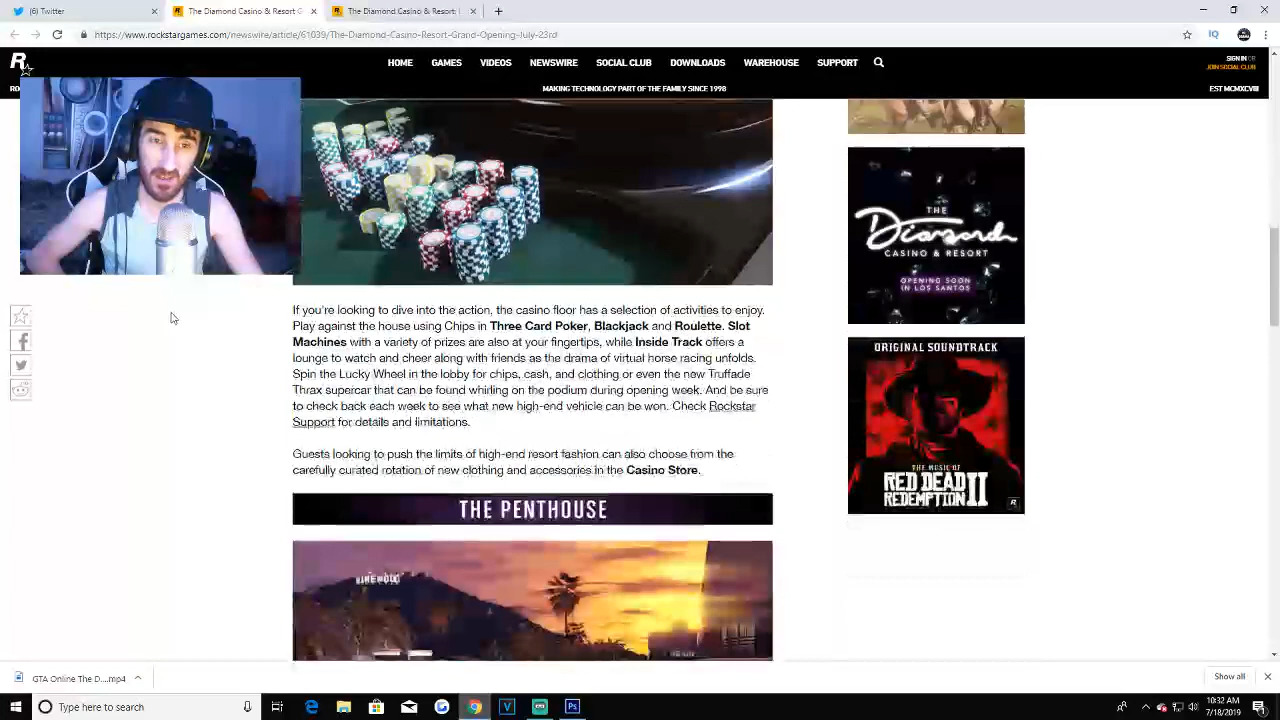 (6) Twitter
The Diamond Casino & Resort G
The Diamond Casino & Resort |
https://www.rockstargames.com/newswire/article/61039/The-Diamond-Casino-Resort-Grand-Opening-July-23rd
HOME GAMES VIDEOS NEWSWIRE SOCIAL CLUB DOWNLOADS WAREHOUSE SUPPORT
SIGN IN OR
JOIN SOCIAL CLUB
RO
MAKING TECHNOLOGY PART OF THE FAMILY SINCE 1998
EST MCMXCVIII
THE
Diamond
CASINO & RESORT
OPENING SOON
IN LOS SANTOS
If you're looking to dive into the action, the casino floor has a selection of activities to enjoy.
Play against the house using Chips in Three Card Poker, Blackjack and Roulette. Slot
Machines with a variety of prizes are also at your fingertips, while Inside Track offers a
lounge to watch and cheer along with friends as the drama of virtual horse racing unfolds.
Spin the Lucky Wheel in the lobby for chips, cash, and clothing or even the new Truffade
Thrax supercar that can be found whirling on the podium during opening week. And be sure
to check back each week to see what new high-end vehicle can be won. Check Rockstar
Support for details and limitations.
Guests looking to push the limits of high-end resort fashion can also choose from the
carefully curated rotation of new clothing and accessories in the Casino Store.
ORIGINAL SOUNDTRACK
THE MUSIC OF
RED DEAD
REDEMPTION II
THE PENTHOUSE
GTA Online The D....mp4
Show all
Type here to search
10:32 AM
7/18/2019